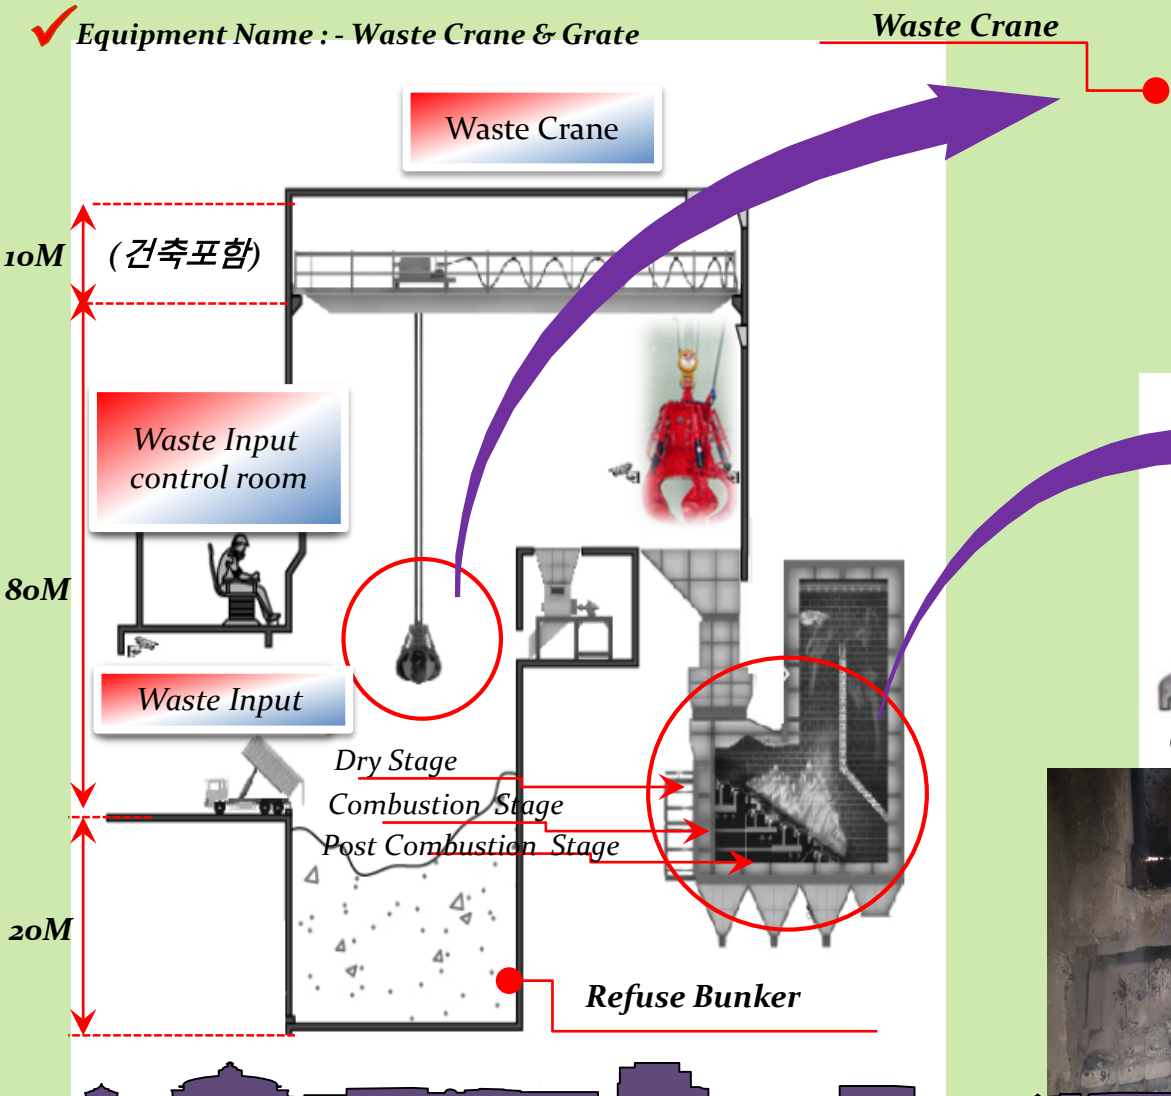 Equipment Name : - Waste Crane & Grate
Waste Crane
Waste Crane
10M
(건축포함)
Waste Input
control room
80M
Waste Input
Dry Stage
Combustion Stage
Post Combustion Stage
20M
Refuse Bunker